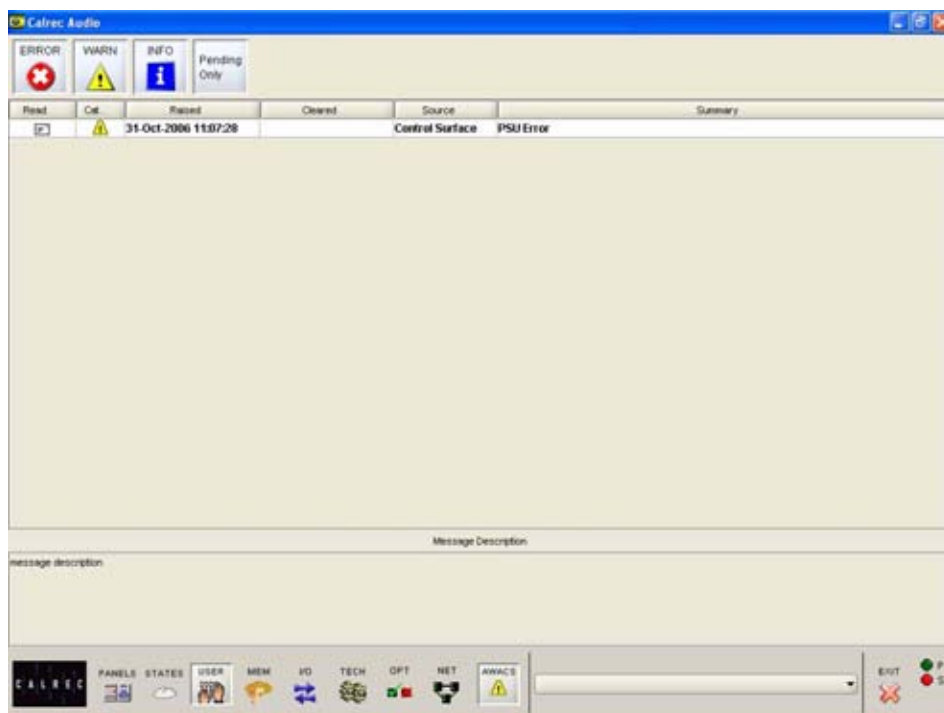 Calrec Audio
ERROR WARN INFO Pending Only
Read Cat. Raised Cleared Source Summary
31-Oct-2006 11:07:28 Control Surface PSU Error
Message Description
message description
CALREC PANELS STATES USER MEM I/O TECH OPT NET AWACS EXIT